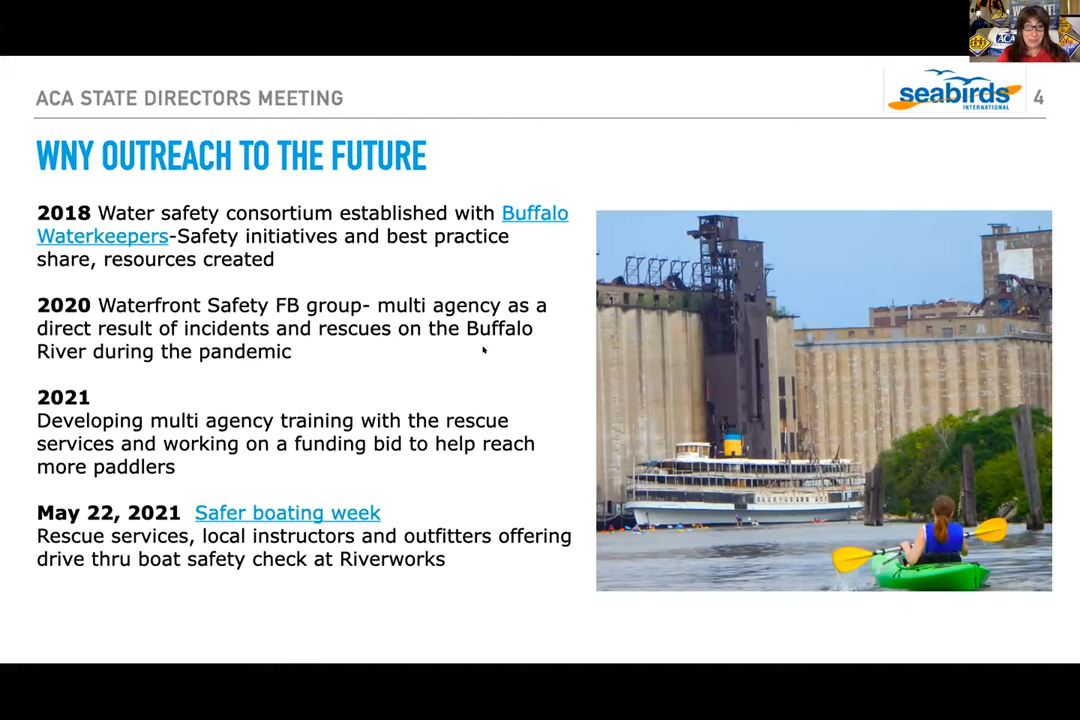 ACA STATE DIRECTORS MEETING
seabirds
INTERNATIONAL
4
WNY OUTREACH TO THE FUTURE
2018 Water safety consortium established with Buffalo
Waterkeepers-Safety initiatives and best practice
share, resources created
2020 Waterfront Safety FB group- multi agency as a
direct result of incidents and rescues on the Buffalo
River during the pandemic
2021
Developing multi agency training with the rescue
services and working on a funding bid to help reach
more paddlers
May 22, 2021 Safer boating week
Rescue services, local instructors and outfitters offering
drive thru boat safety check at Riverworks
ACA